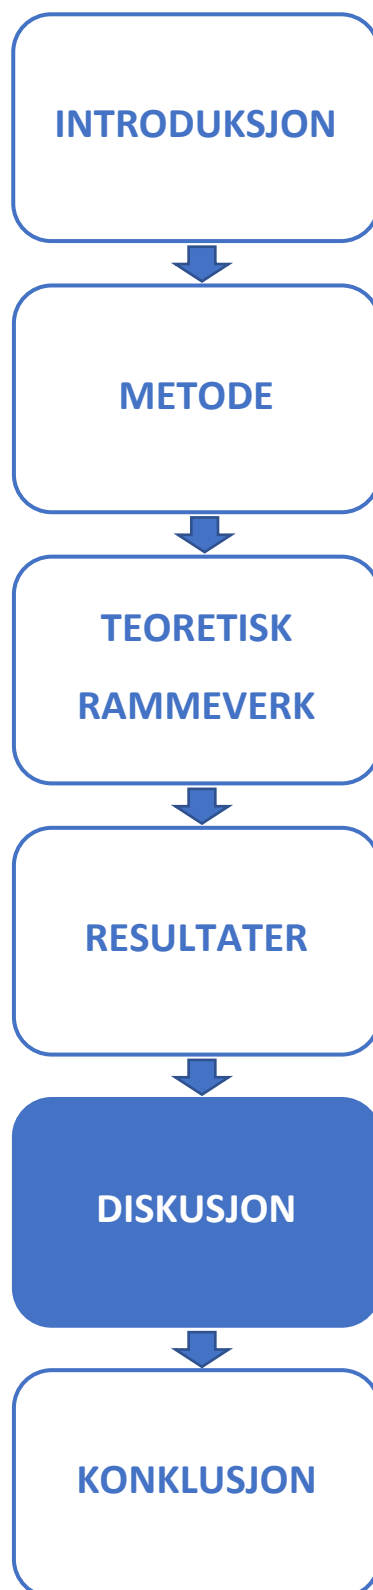 INTRODUKSJON
METODE
TEORETISK
RAMMEVERK
RESULTATER
DISKUSJON
KONKLUSJON